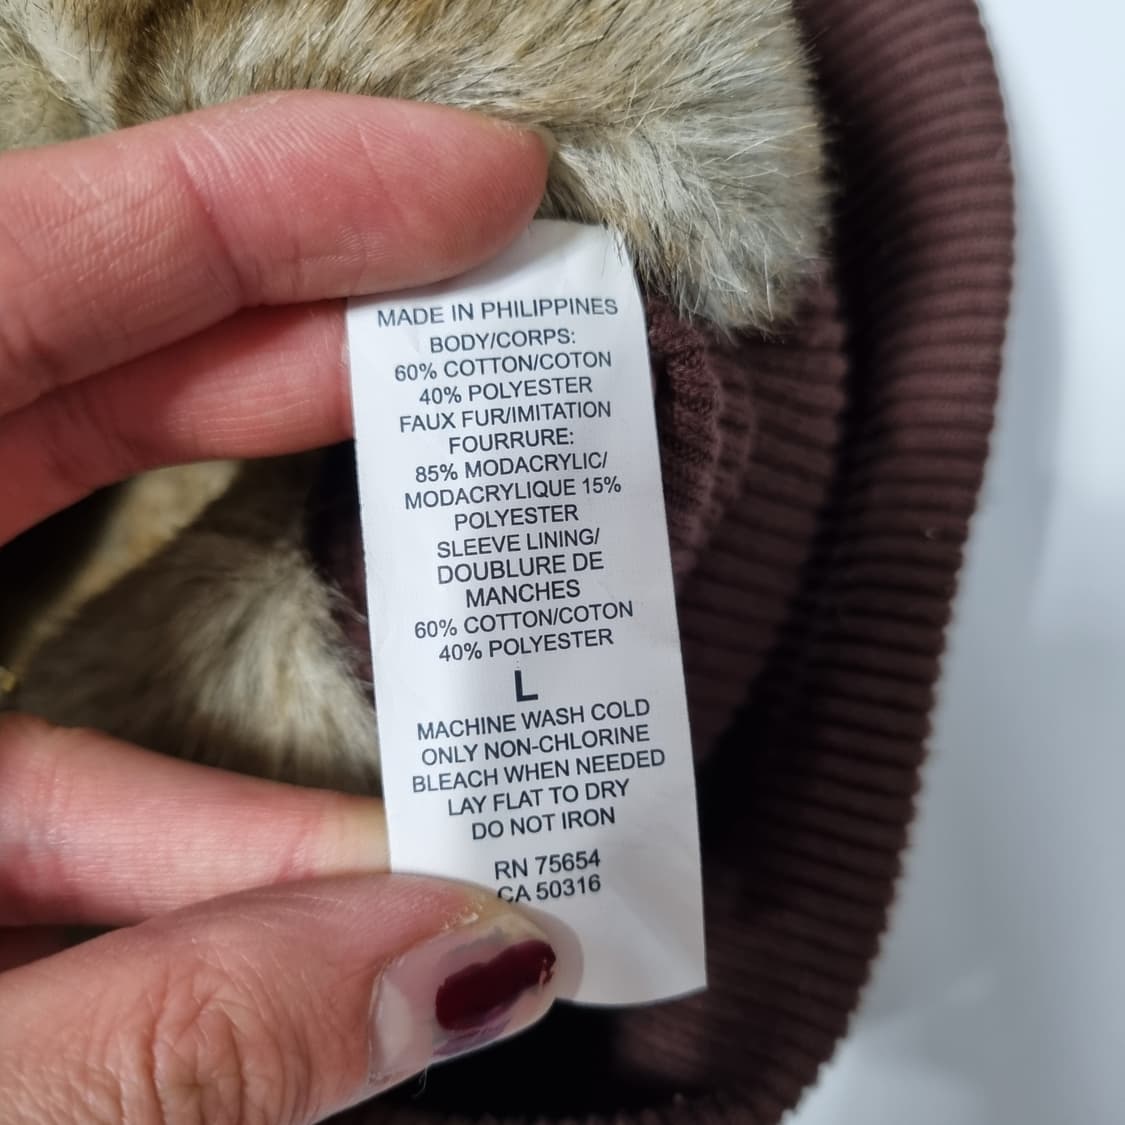 MADE IN PHILIPPINES
BODY/CORPS:
60% COTTON/COTON
40% POLYESTER
FAUX FUR/IMITATION
FOURRURE:
85% MODACRYLIC/
MODACRYLIQUE 15%
POLYESTER
SLEEVE LINING/
DOUBLURE DE
MANCHES
60% COTTON/COTON
40% POLYESTER
L
MACHINE WASH COLD
ONLY NON-CHLORINE
BLEACH WHEN NEEDED
LAY FLAT TO DRY
DO NOT IRON
RN 75654
CA 50316